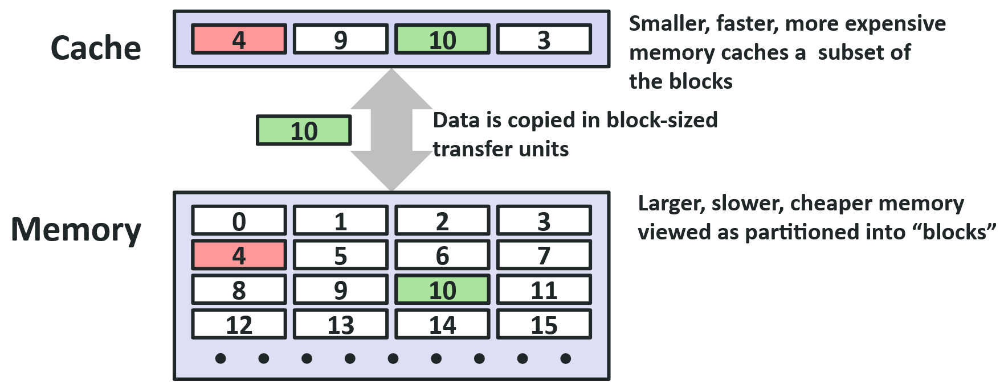 Cache
4 9 10 3
Smaller, faster, more expensive
memory caches a subset of
the blocks
10
Data is copied in block-sized
transfer units
Memory
0 1 2 3
4 5 6 7
8 9 10 11
12 13 14 15
Larger, slower, cheaper memory
viewed as partitioned into “blocks”